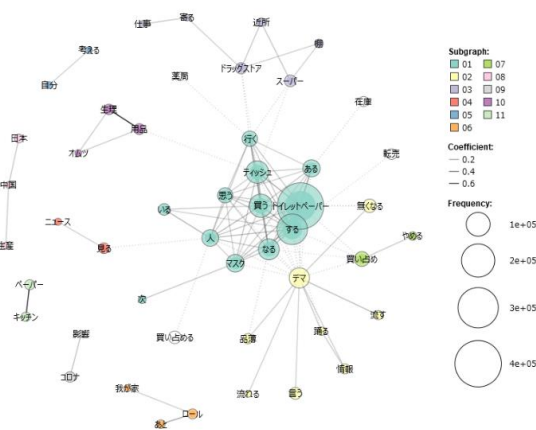 仕事
寄る
近所
棚
考える
ドラッグストア
自分
薬局
スーパー
生理
在庫
用品
行く
日本
オムツ
ティッシュ
ある
転売
中国
思う
買う
トイレットペーパー
無くなる
いる
ニュース
する
人
やめる
生産
見る
なる
買い占め
マスク
デマ
ペーパー
次
流す
キッチン
踊る
影響
買い占める
品薄
情報
コロナ
我が家
流れる
言う
ロール
あと
Subgraph:
01 07
02 08
03 09
04 10
05 11
06
Coefficient:
0.2
0.4
0.6
Frequency:
1e+05
2e+05
3e+05
4e+05